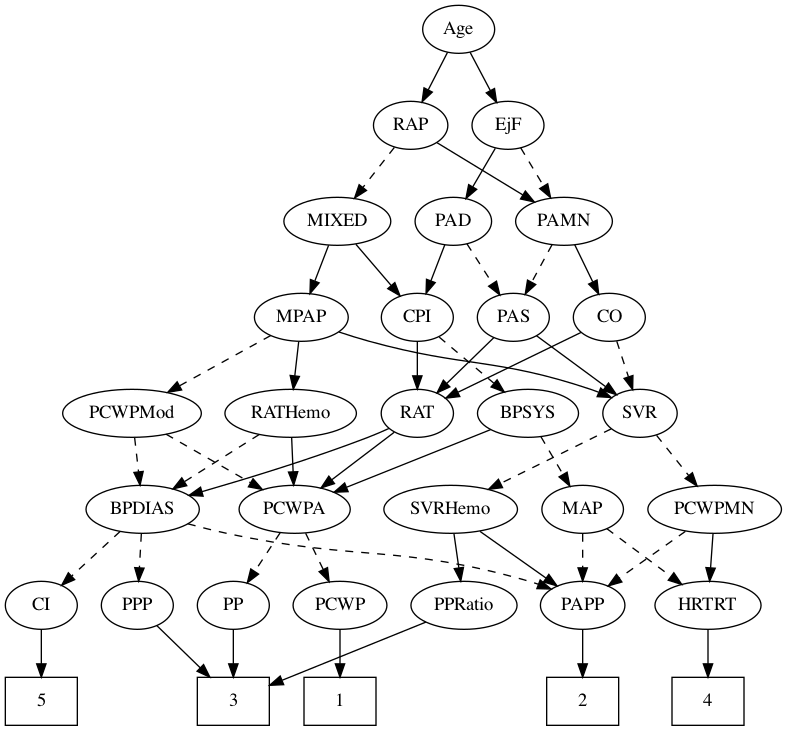 Age
RAP EjF
MIXED PAD PAMN
MPAP CPI PAS CO
PCWPMod RATHemo RAT BPSYS SVR
BPDIAS PCWPA SVRHemo MAP PCWPMN
CI PPP PP PCWP PPRatio PAPP HRTRT
5 3 1 2 4